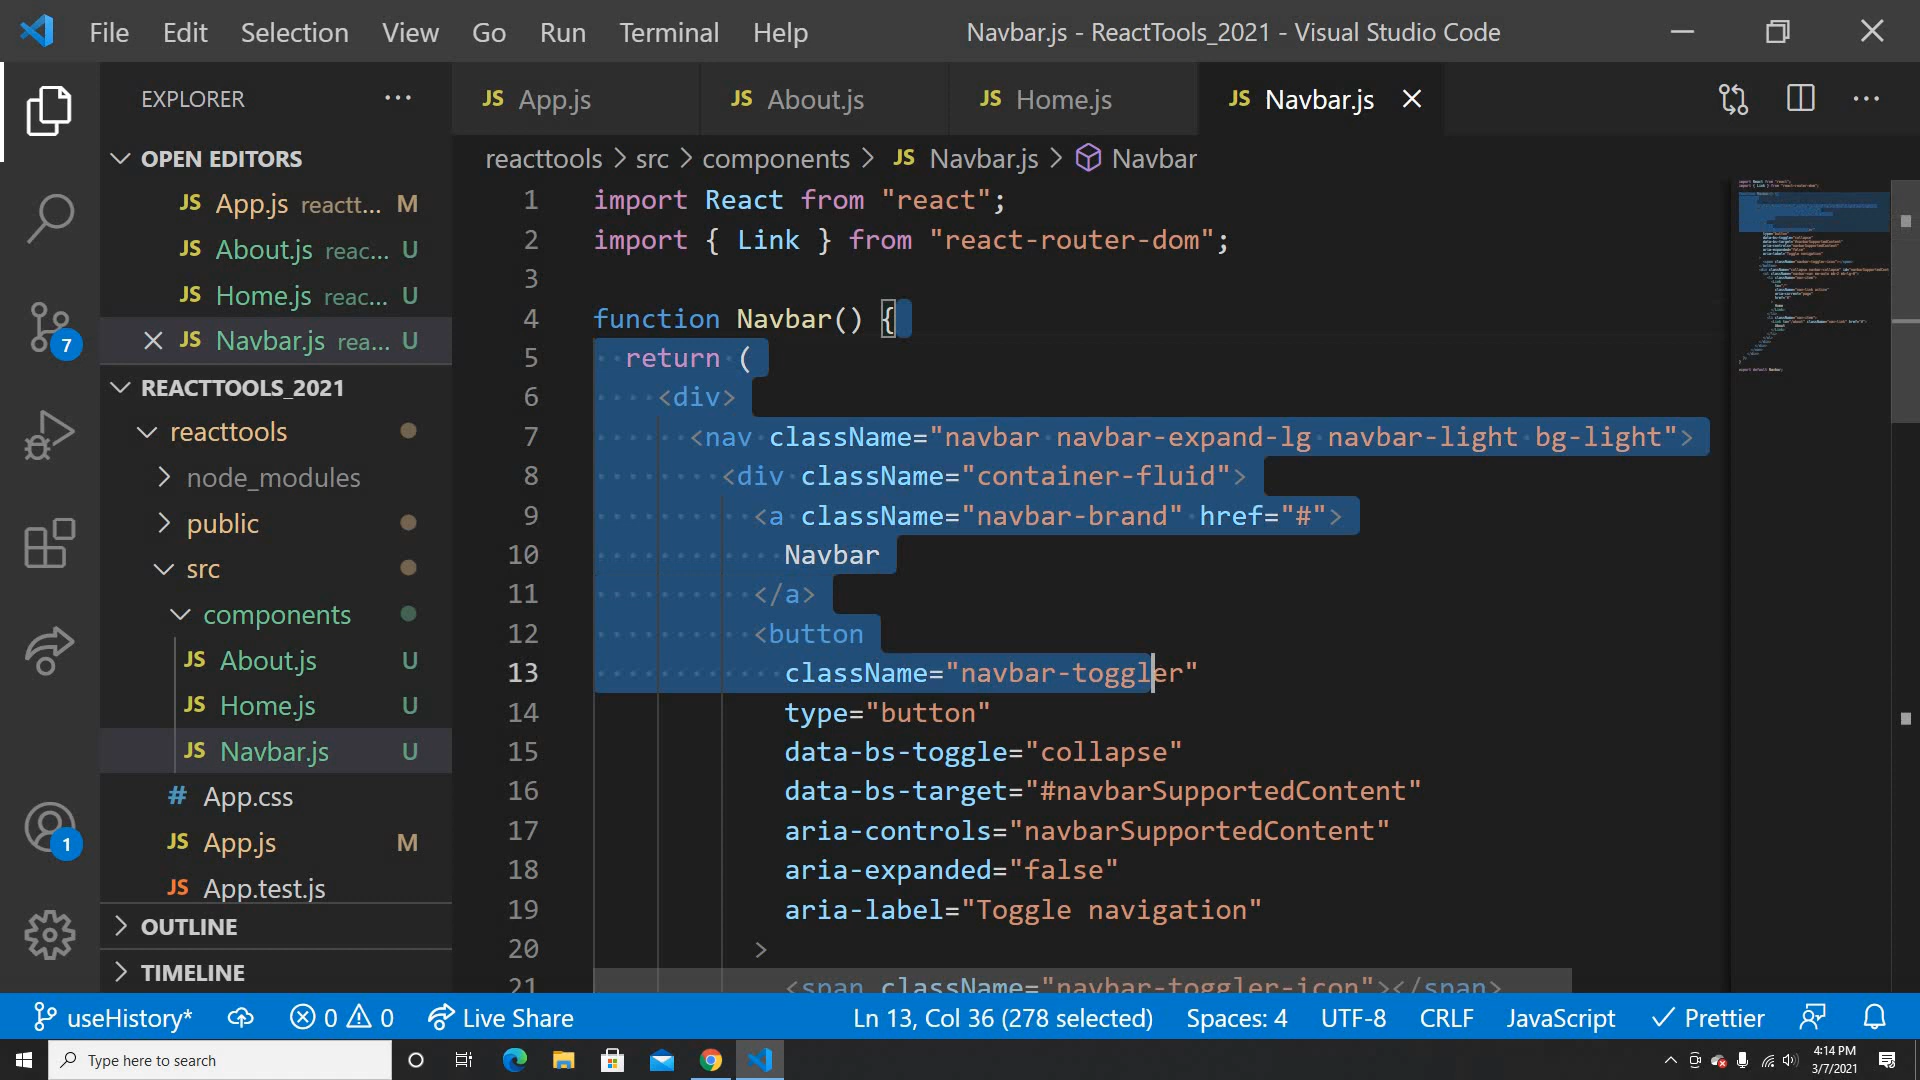 File Edit Selection View Go Run Terminal Help
Navbar.js - ReactTools_2021 - Visual Studio Code
EXPLORER
OPEN EDITORS
JS App.js reactt... M
JS About.js reac... U
JS Home.js reac... U
JS Navbar.js rea... U
REACTTOOLS_2021
reacttools
node_modules
public
src
components
JS About.js U
JS Home.js U
JS Navbar.js U
# App.css
JS App.js M
JS App.test.js
OUTLINE
TIMELINE
7
1
JS App.js JS About.js JS Home.js JS Navbar.js
reacttools > src > components > JS Navbar.js > Navbar
1 import React from "react";
2 import { Link } from "react-router-dom";
3
4 function Navbar() {
5 return (
6 <div>
7 <nav className="navbar navbar-expand-lg navbar-light bg-light">
8 <div className="container-fluid">
9 <a className="navbar-brand" href="#">
10 Navbar
11 </a>
12 <button
13 className="navbar-toggler"
14 type="button"
15 data-bs-toggle="collapse"
16 data-bs-target="#navbarSupportedContent"
17 aria-controls="navbarSupportedContent"
18 aria-expanded="false"
19 aria-label="Toggle navigation"
20 >
21 <span className="navbar-toggler-icon"></span>
useHistory* 0 0 Live Share Ln 13, Col 36 (278 selected) Spaces: 4 UTF-8 CRLF JavaScript Prettier
Type here to search
4:14 PM
3/7/2021